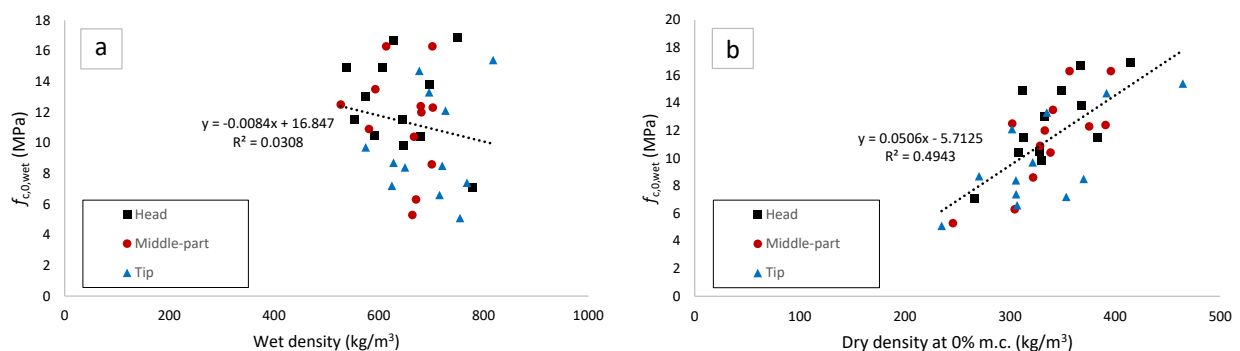 a
f c,0,wet (MPa)
18
16
14
12
10
8
6
4
2
0
y = -0.0084x + 16.847
R² = 0.0308
Head
Middle-part
Tip
0 200 400 600 800 1000
Wet density (kg/m³)
b
f c,0,wet (MPa)
20
18
16
14
12
10
8
6
4
2
0
y = 0.0506x - 5.7125
R² = 0.4943
Head
Middle-part
Tip
0 100 200 300 400 500
Dry density at 0% m.c. (kg/m³)